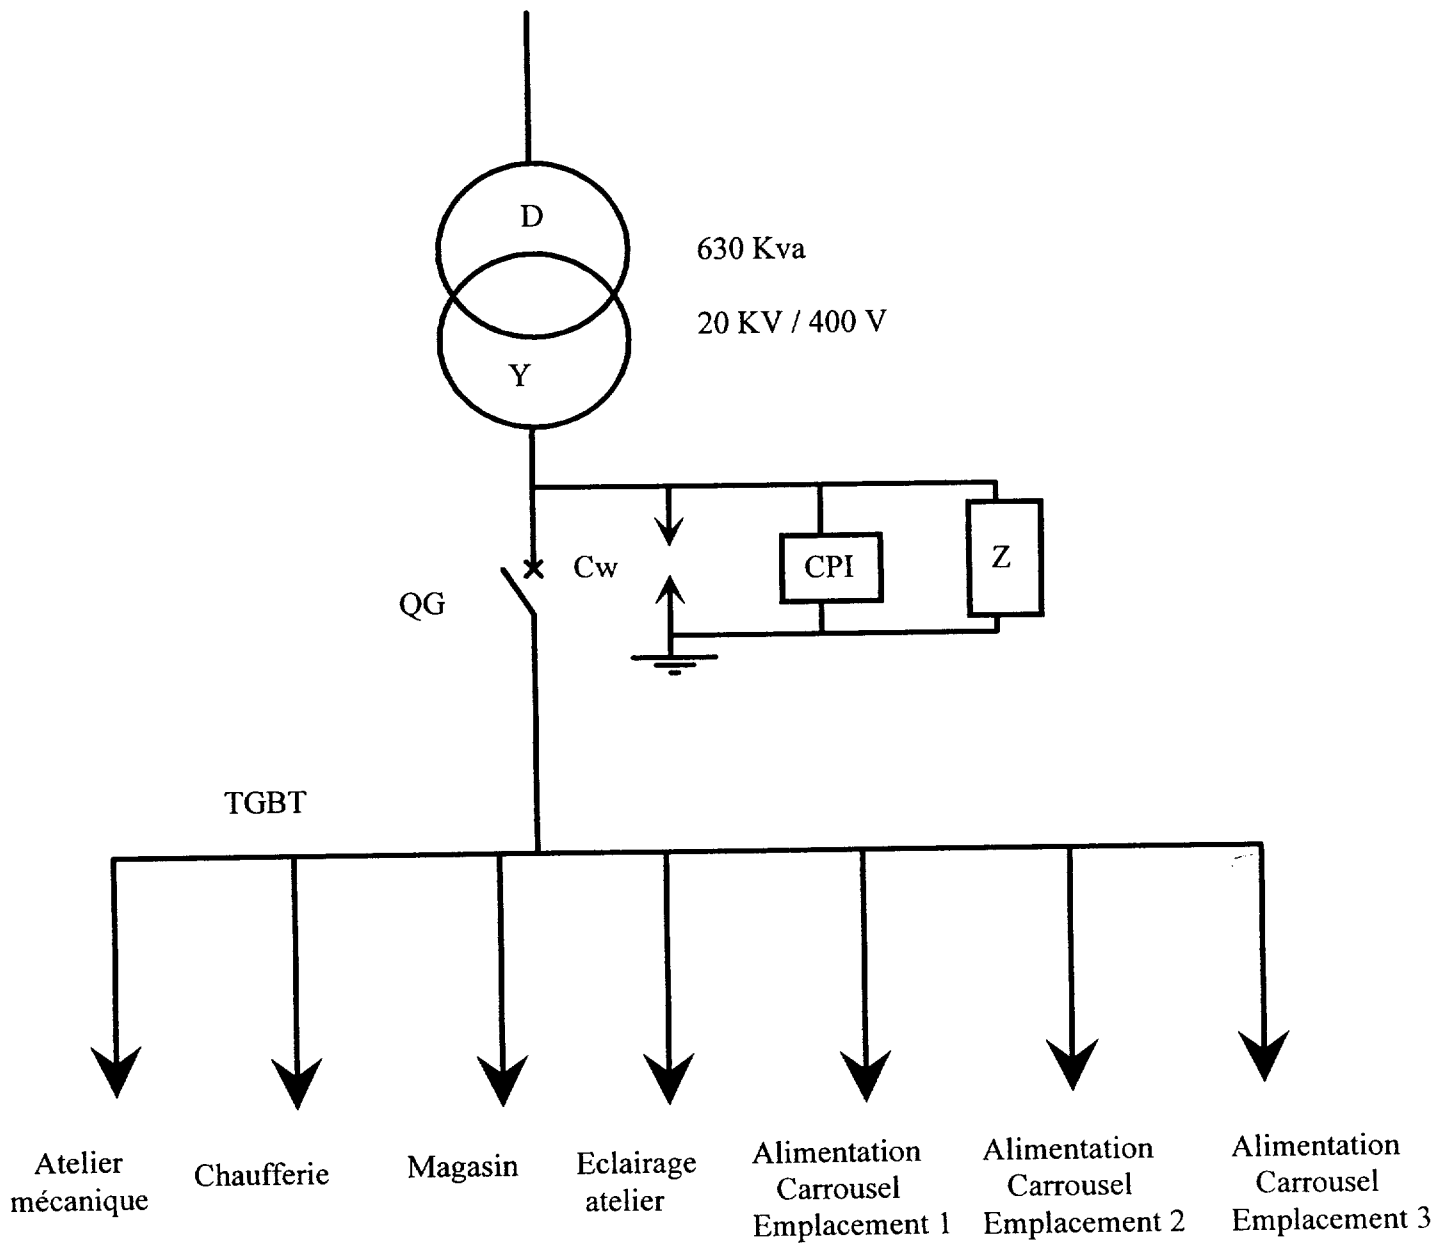 D
630 Kva
20 KV / 400 V
Y
Cw
CPI
Z
QG
TGBT
Atelier
mécanique
Chaufferie
Magasin
Eclairage
atelier
Alimentation
Carrousel
Emplacement 1
Alimentation
Carrousel
Emplacement 2
Alimentation
Carrousel
Emplacement 3